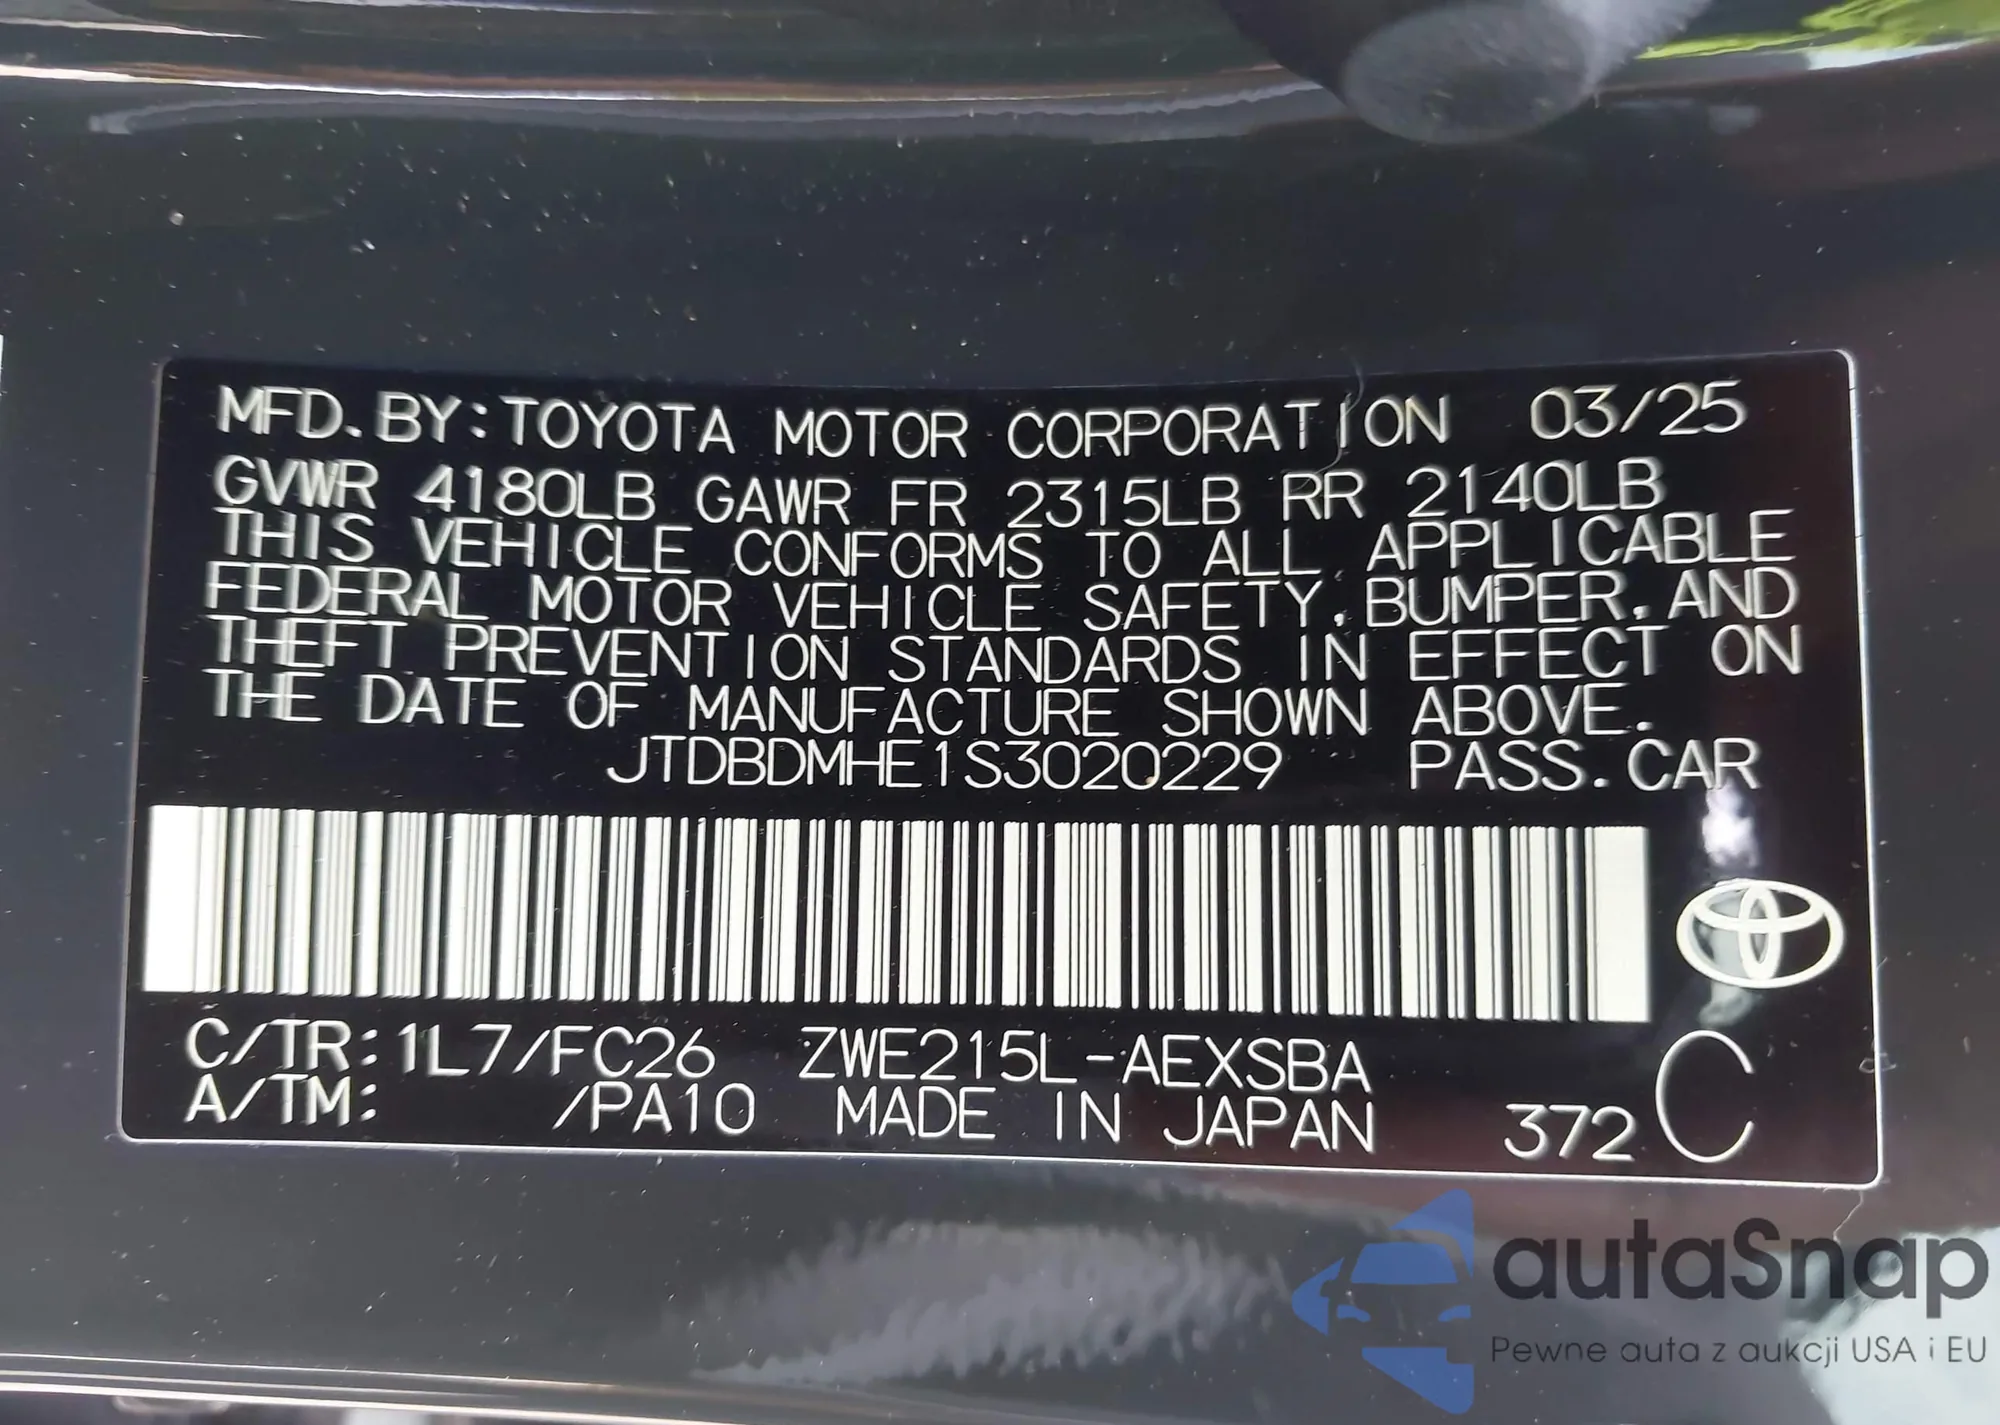 MFD. BY: TOYOTA MOTOR CORPORATION 03/25
GVWR 4180LB GAWR FR 2315LB RR 2140LB
THIS VEHICLE CONFORMS TO ALL APPLICABLE
FEDERAL MOTOR VEHICLE SAFETY, BUMPER, AND
THEFT PREVENTION STANDARDS IN EFFECT ON
THE DATE OF MANUFACTURE SHOWN ABOVE.
JTDBDMHE1S3020229 PASS. CAR
C/TR: 1L7/FC26 ZWE215L-AEXSBA
A/TM: /PA10 MADE IN JAPAN 372 C
autaSnap
Pewne auta z aukcji USA i EU